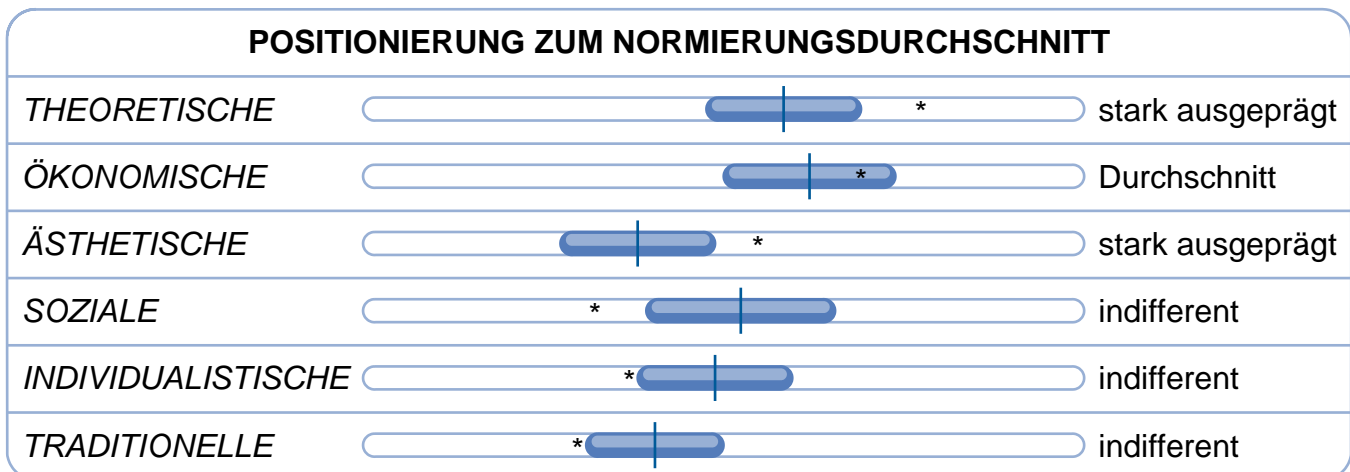 POSITIONIERUNG ZUM NORMIERUNGSDURCHSCHNITT
THEORETISCHE * stark ausgeprägt
ÖKONOMISCHE * Durchschnitt
ÄSTHETISCHE * stark ausgeprägt
SOZIALE * indifferent
INDIVIDUALISTISCHE * indifferent
TRADITIONELLE * indifferent